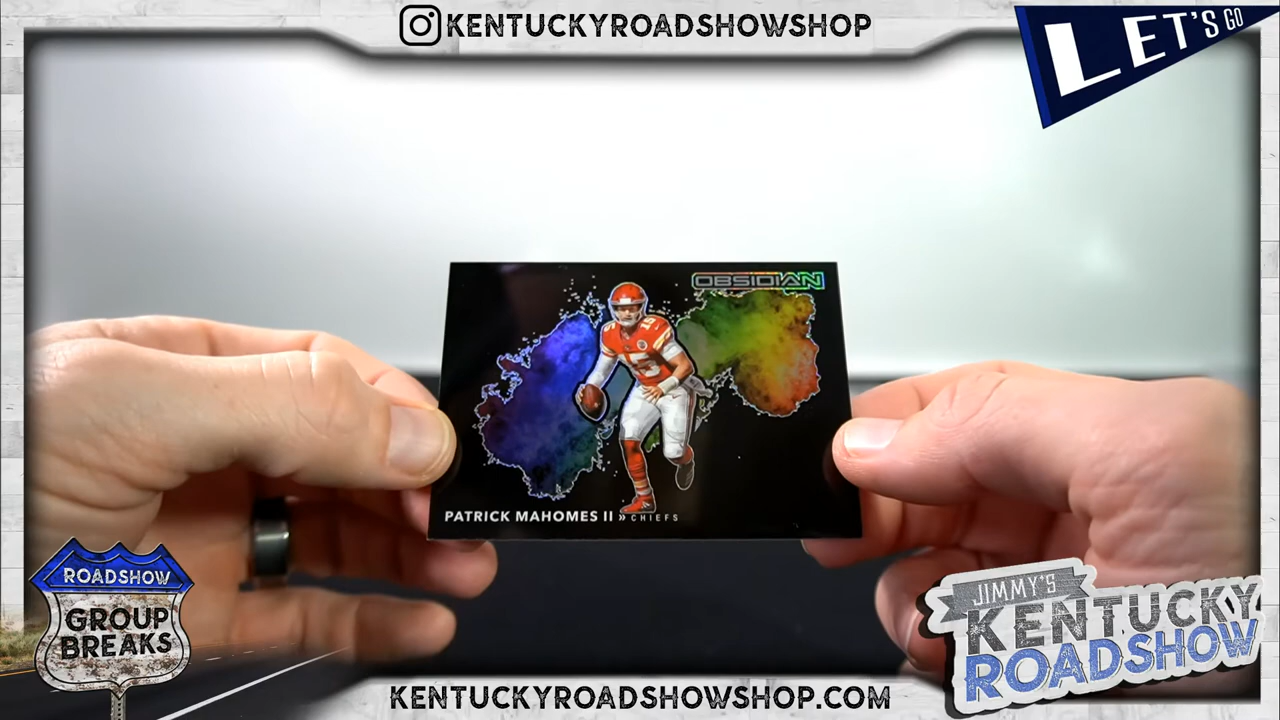 KENTUCKYROADSHOWSHOP
LET'S GO
OBSIDIAN
15
PATRICK MAHOMES II » CHIEFS
ROADSHOW
GROUP
BREAKS
JIMMY'S
KENTUCKY
ROADSHOW
KENTUCKYROADSHOWSHOP.COM